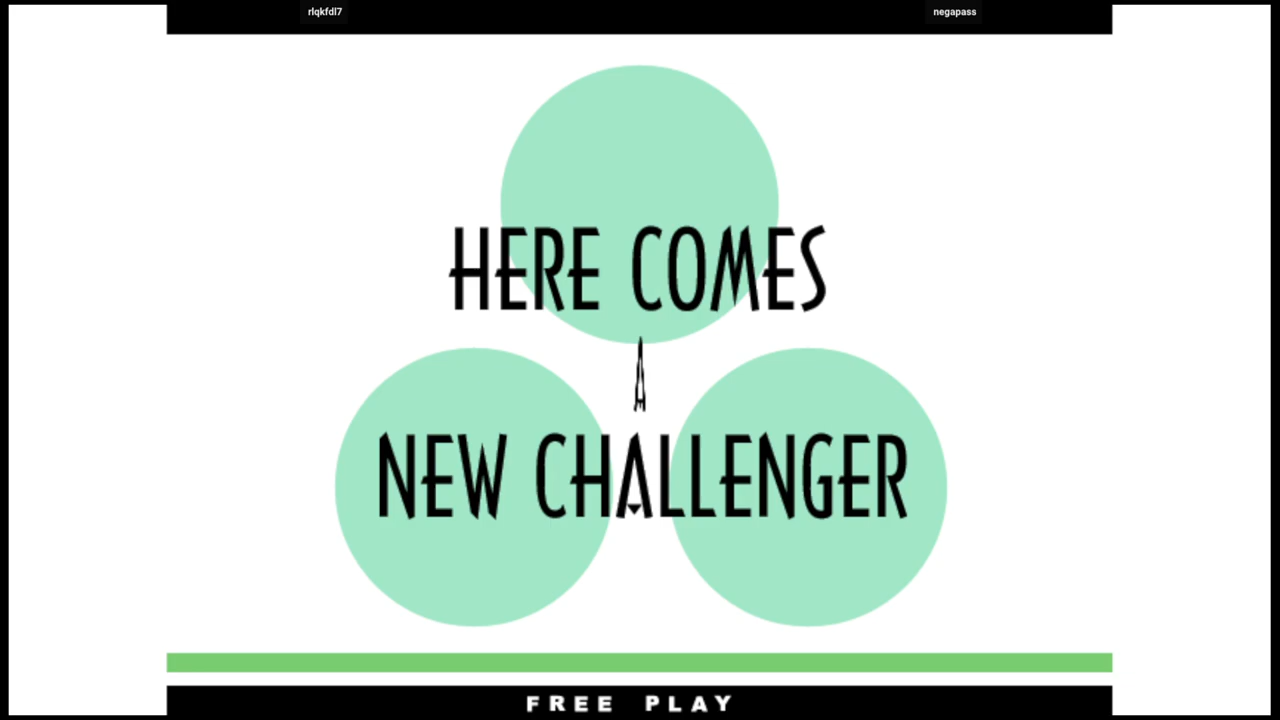 rlqkfdl7 negapass
HERE COMES
A
NEW CHALLENGER
FREE PLAY